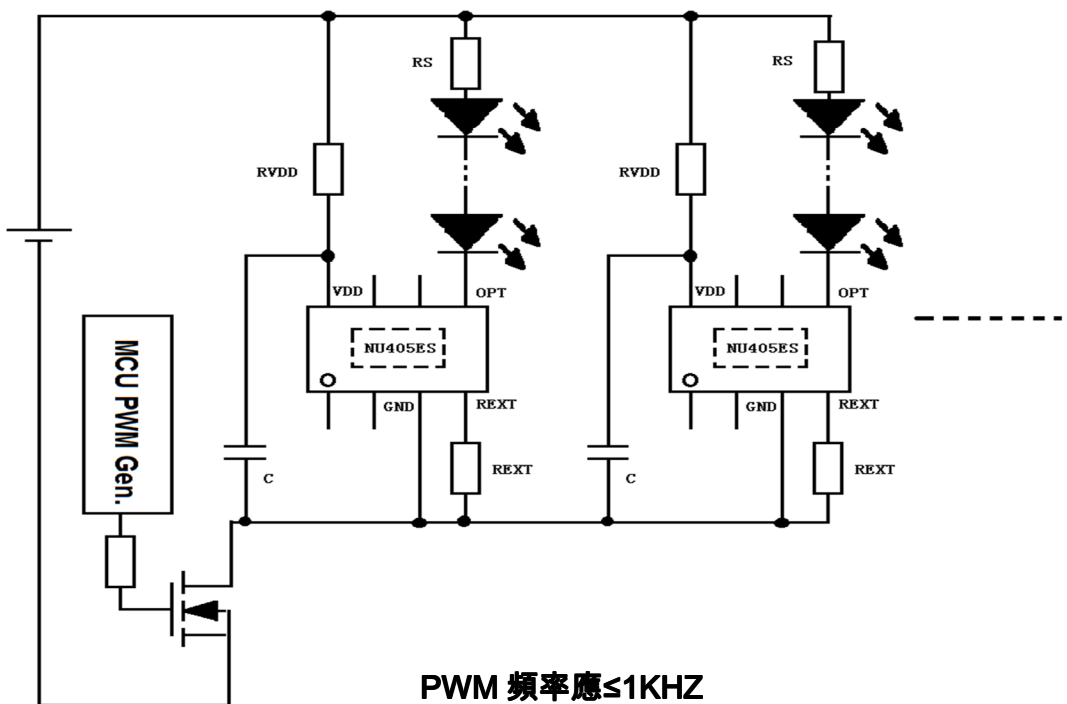 RS
RS
RVDD
RVDD
VDD
OPT
VDD
OPT
NU405ES
NU405ES
MCU PWM Gen.
GND
REXT
GND
REXT
C
REXT
C
REXT
PWM 頻率應≤1KHZ